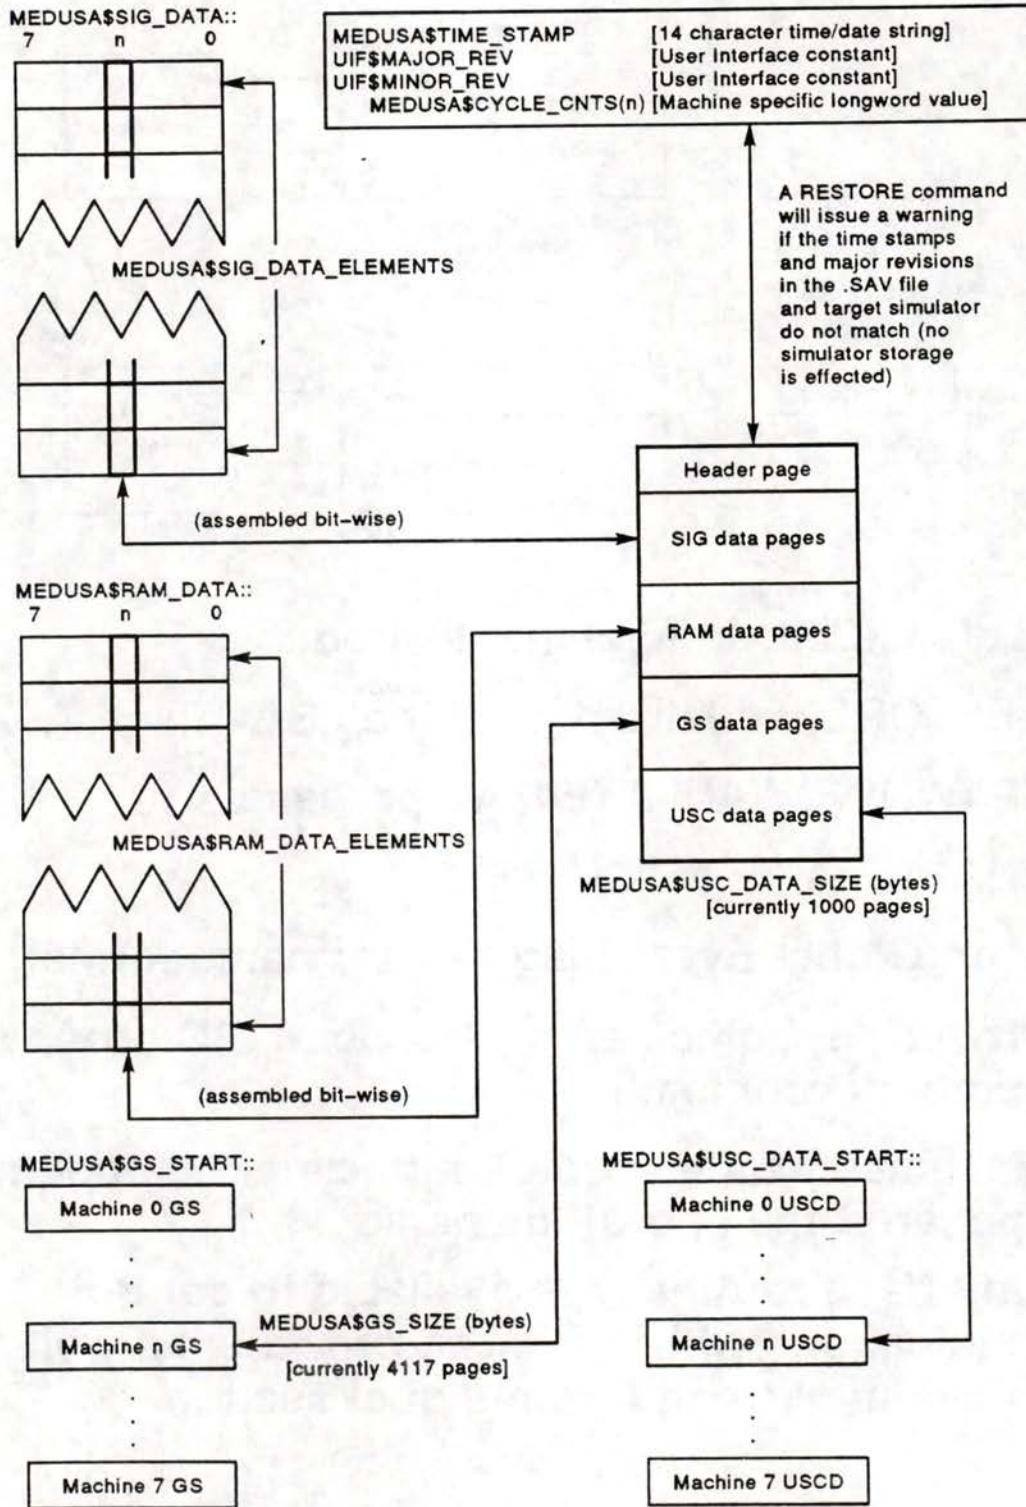 MEDUSA$SIG_DATA::
7 n 0
MEDUSA$TIME_STAMP [14 character time/date string]
UIF$MAJOR_REV [User Interface constant]
UIF$MINOR_REV [User Interface constant]
MEDUSA$CYCLE_CNTS(n) [Machine specific longword value]
A RESTORE command
will issue a warning
if the time stamps
and major revisions
in the .SAV file
and target simulator
do not match (no
simulator storage
is effected)
MEDUSA$SIG_DATA_ELEMENTS
(assembled bit-wise)
Header page
SIG data pages
RAM data pages
GS data pages
USC data pages
MEDUSA$USC_DATA_SIZE (bytes)
[currently 1000 pages]
MEDUSA$RAM_DATA::
7 n 0
MEDUSA$RAM_DATA_ELEMENTS
(assembled bit-wise)
MEDUSA$GS_START::
Machine 0 GS
MEDUSA$GS_SIZE (bytes)
Machine n GS
[currently 4117 pages]
Machine 7 GS
MEDUSA$USC_DATA_START::
Machine 0 USCD
Machine n USCD
Machine 7 USCD